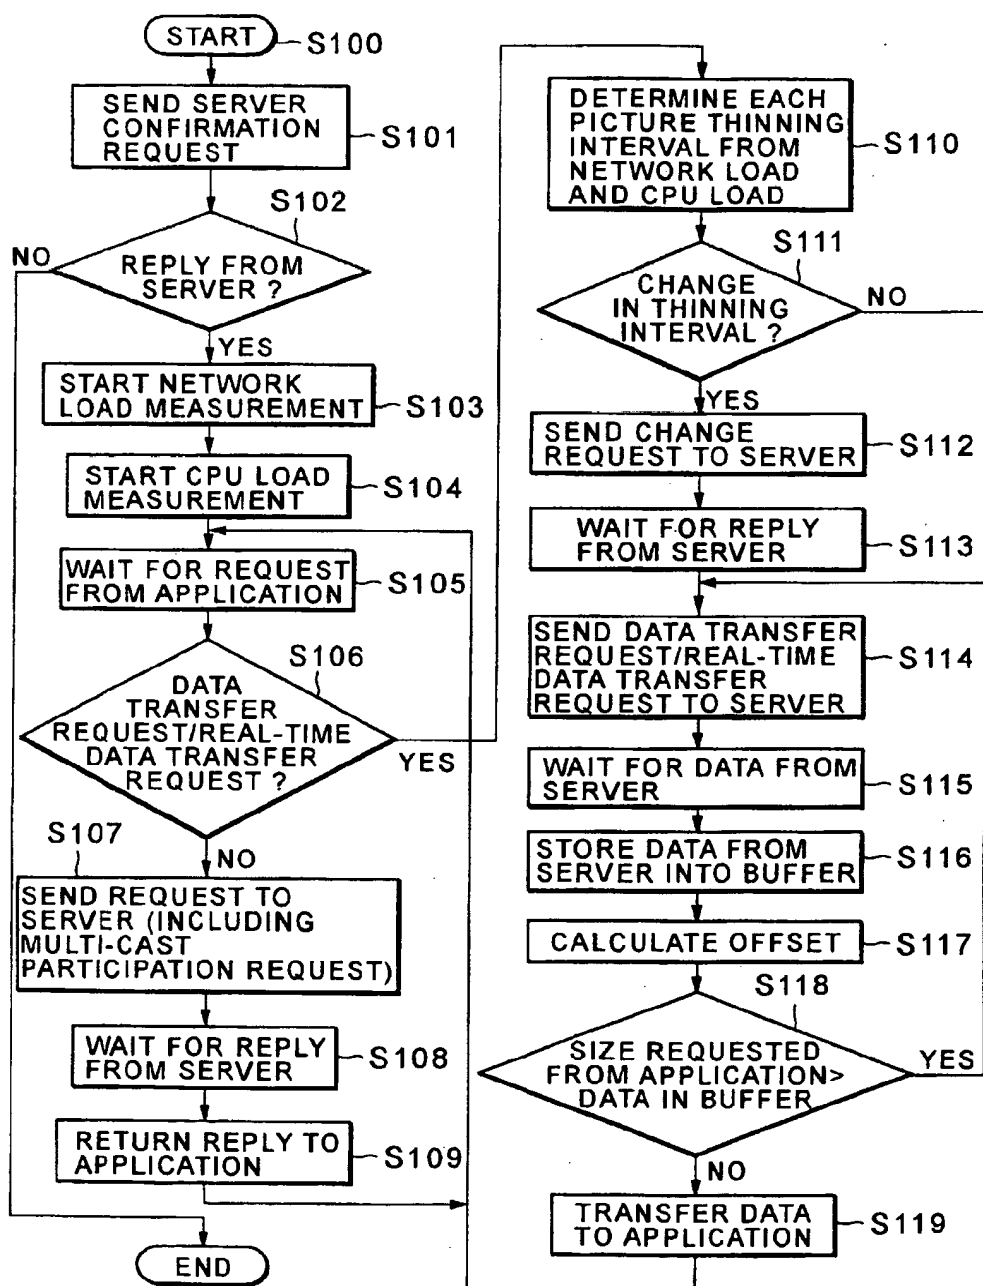 START
S100
SEND SERVER
CONFIRMATION
REQUEST
S101
S102
NO
REPLY FROM
SERVER ?
YES
START NETWORK
LOAD MEASUREMENT
S103
START CPU LOAD
MEASUREMENT
S104
WAIT FOR REQUEST
FROM APPLICATION
S105
S106
DATA
TRANSFER
REQUEST/REAL-TIME
DATA TRANSFER
REQUEST ?
YES
S107
NO
SEND REQUEST TO
SERVER (INCLUDING
MULTI-CAST
PARTICIPATION REQUEST)
WAIT FOR REPLY
FROM SERVER
S108
RETURN REPLY TO
APPLICATION
S109
END
DETERMINE EACH
PICTURE THINNING
INTERVAL FROM
NETWORK LOAD
AND CPU LOAD
S110
S111
CHANGE
IN THINNING
INTERVAL ?
NO
YES
SEND CHANGE
REQUEST TO SERVER
S112
WAIT FOR REPLY
FROM SERVER
S113
SEND DATA TRANSFER
REQUEST/REAL-TIME
DATA TRANSFER
REQUEST TO SERVER
S114
WAIT FOR DATA FROM
SERVER
S115
STORE DATA FROM
SERVER INTO BUFFER
S116
CALCULATE OFFSET
S117
S118
SIZE REQUESTED
FROM APPLICATION>
DATA IN BUFFER
YES
NO
TRANSFER DATA
TO APPLICATION
S119